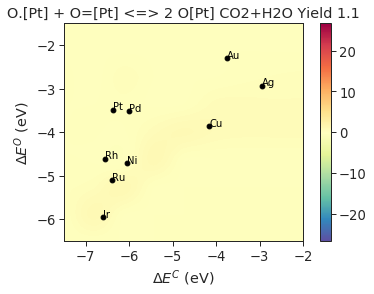 O.[Pt] + O=[Pt] <=> 2 O[Pt] CO2+H2O Yield 1.1
−2
−3
−4
−5
−6
ΔE^O (eV)
Au
Ag
Pt
Pd
Cu
Rh
Ni
Ru
Ir
20
10
0
−10
−20
−7
−6
−5
−4
−3
−2
ΔE^C (eV)